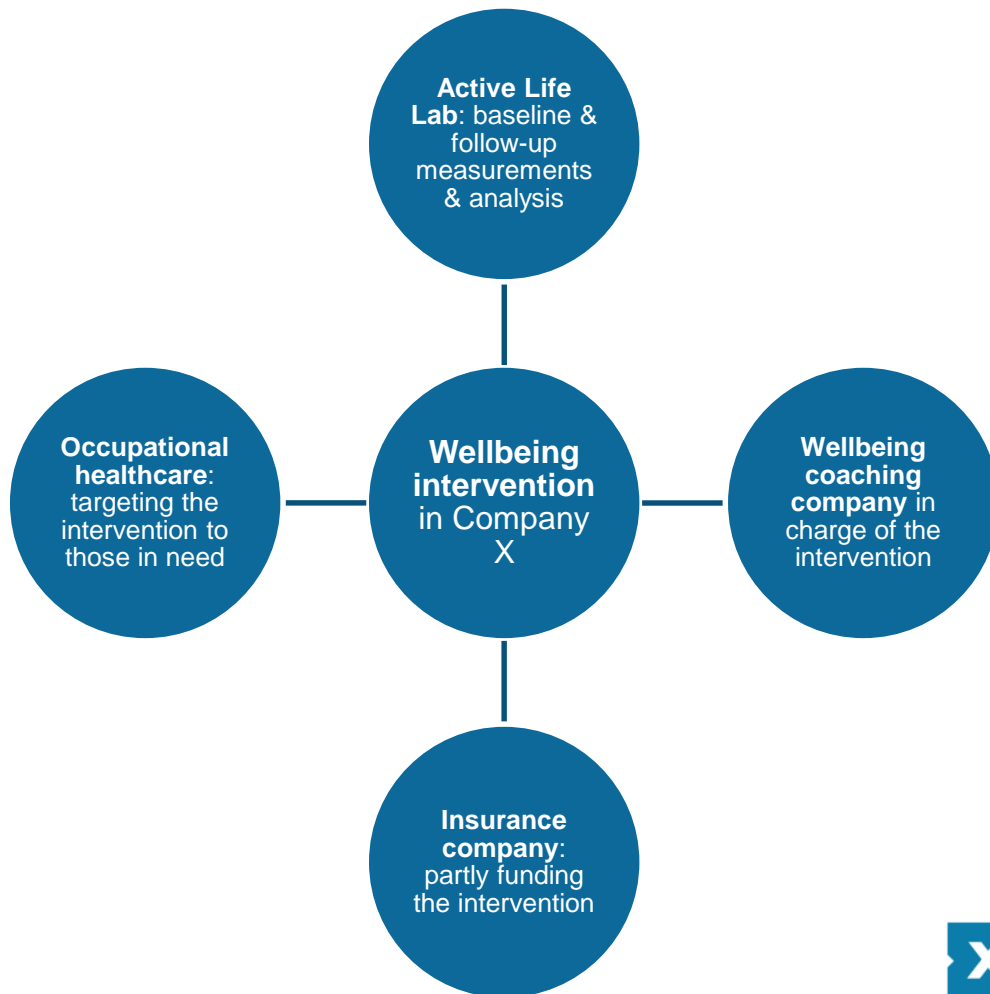 Active Life
Lab: baseline &
follow-up
measurements
& analysis
Occupational
healthcare:
targeting the
intervention to
those in need
Wellbeing
intervention
in Company
X
Wellbeing
coaching
company in
charge of the
intervention
Insurance
company:
partly funding
the intervention